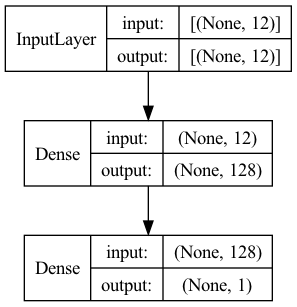 InputLayer
input: [(None, 12)]
output: [(None, 12)]
Dense
input: (None, 12)
output: (None, 128)
Dense
input: (None, 128)
output: (None, 1)